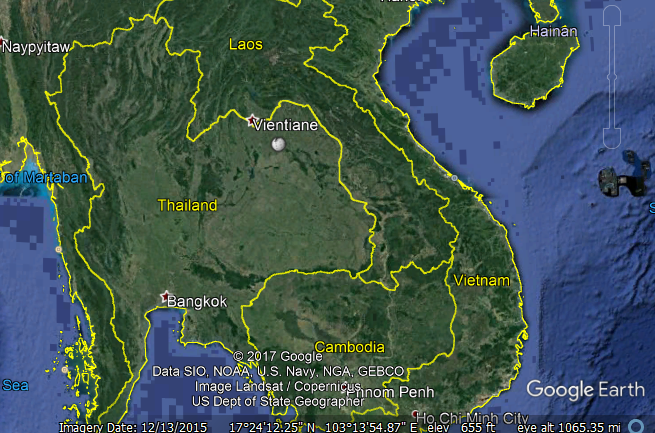 Hainan
Laos
Naypyitaw
Vientiane
of Martaban
Thailand
Vietnam
Bangkok
Cambodia
© 2017 Google
Data SIO, NOAA, U.S. Navy, NGA, GEBCO
Image Landsat / Copernicus
US Dept of State Geographer
Phnom Penh
Sea
Google Earth
Ho Chi Minh City
Imagery Date: 12/13/2015 17°24'12.25" N 103°13'54.87" E elev 655 ft eye alt 1065.35 mi